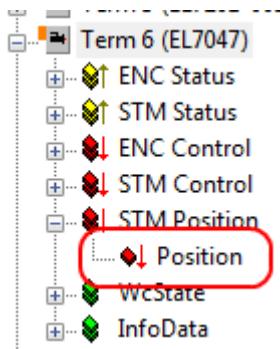 Term 6 (EL7047)
ENC Status
STM Status
ENC Control
STM Control
STM Position
Position
WcState
InfoData